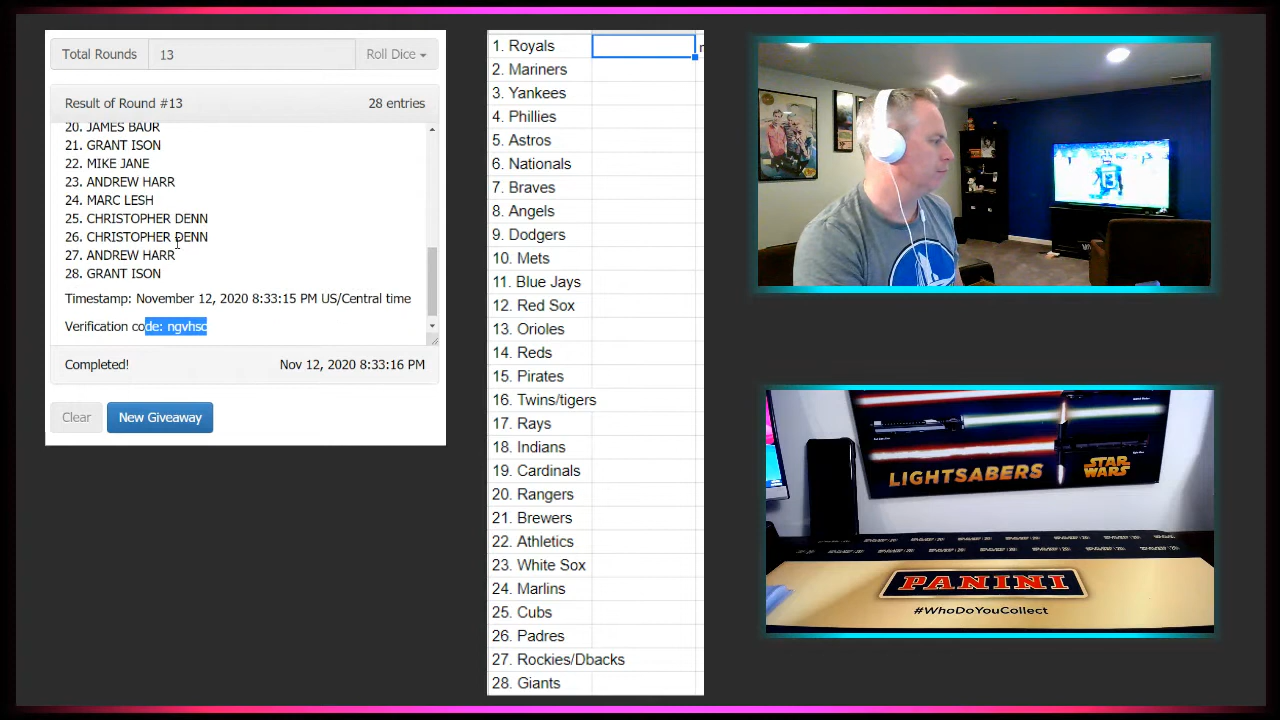 Total Rounds 13 Roll Dice
Result of Round #13 28 entries
20. JAMES BAUR
21. GRANT ISON
22. MIKE JANE
23. ANDREW HARR
24. MARC LESH
25. CHRISTOPHER DENN
26. CHRISTOPHER DENN
27. ANDREW HARR
28. GRANT ISON
Timestamp: November 12, 2020 8:33:15 PM US/Central time
Verification code: ngvhsc
Completed! Nov 12, 2020 8:33:16 PM
Clear New Giveaway
1. Royals
2. Mariners
3. Yankees
4. Phillies
5. Astros
6. Nationals
7. Braves
8. Angels
9. Dodgers
10. Mets
11. Blue Jays
12. Red Sox
13. Orioles
14. Reds
15. Pirates
16. Twins/tigers
17. Rays
18. Indians
19. Cardinals
20. Rangers
21. Brewers
22. Athletics
23. White Sox
24. Marlins
25. Cubs
26. Padres
27. Rockies/Dbacks
28. Giants
LIGHTSABERS
STAR
WARS
PANINI
#WhoDoYouCollect